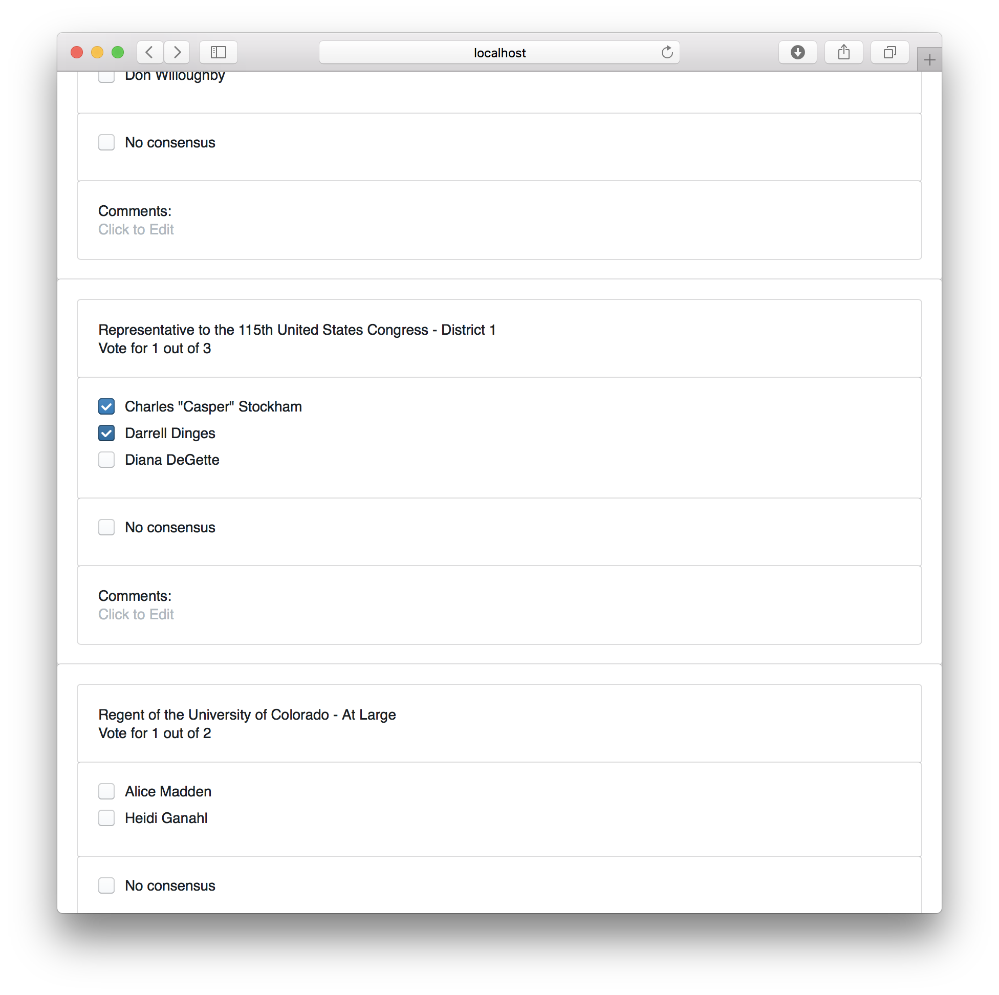 localhost
Don Willoughby
No consensus
Comments:
Click to Edit
Representative to the 115th United States Congress - District 1
Vote for 1 out of 3
Charles "Casper" Stockham
Darrell Dinges
Diana DeGette
No consensus
Comments:
Click to Edit
Regent of the University of Colorado - At Large
Vote for 1 out of 2
Alice Madden
Heidi Ganahl
No consensus